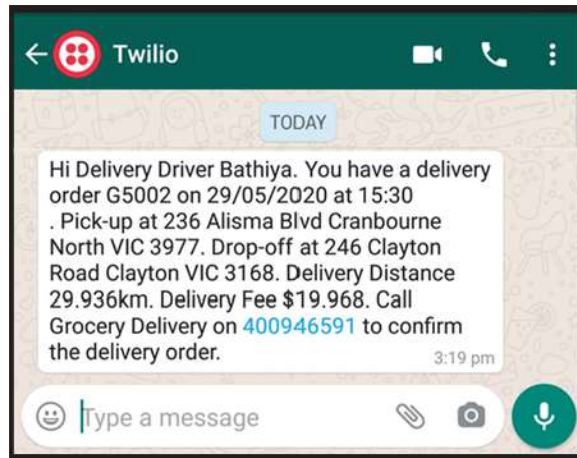 Twilio
TODAY
Hi Delivery Driver Bathiya. You have a delivery
order G5002 on 29/05/2020 at 15:30
. Pick-up at 236 Alisma Blvd Cranbourne
North VIC 3977. Drop-off at 246 Clayton
Road Clayton VIC 3168. Delivery Distance
29.936km. Delivery Fee $19.968. Call
Grocery Delivery on 400946591 to confirm
the delivery order.
3:19 pm
Type a message